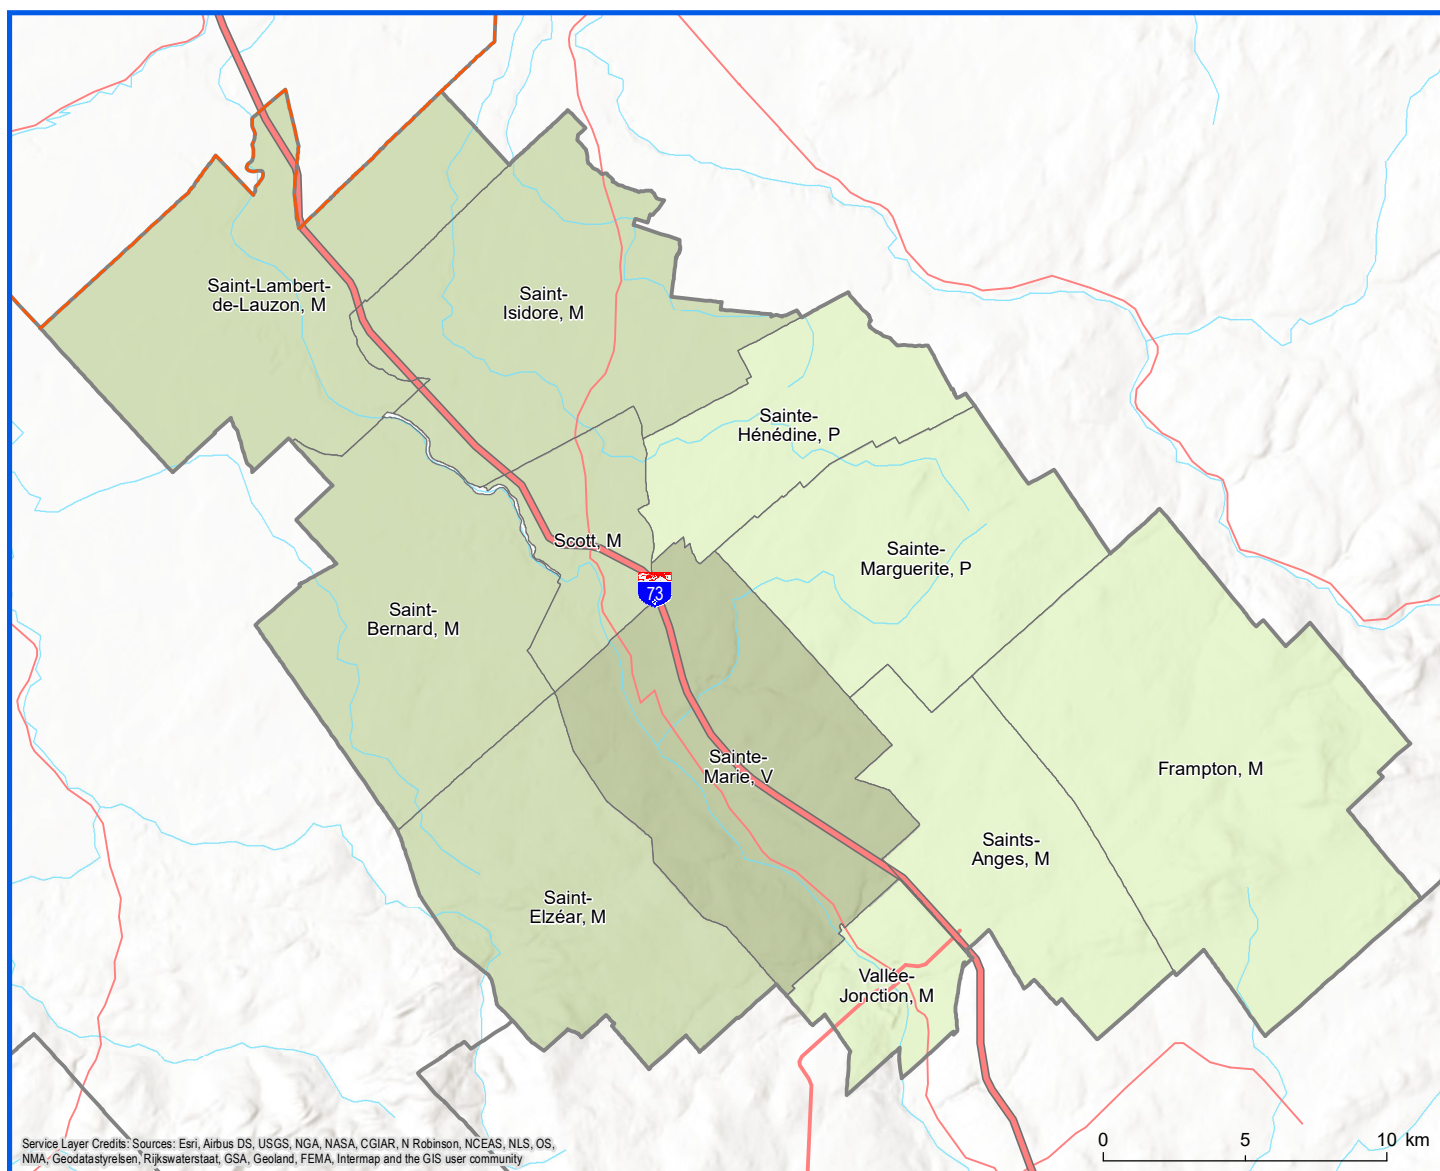 Saint-Lambert-
de-Lauzon, M
Saint-
Isidore, M
Sainte-
Hénédine, P
Scott, M
Sainte-
Marguerite, P
73
Saint-
Bernard, M
Sainte-
Marie, V
Frampton, M
Saints-
Anges, M
Saint-
Elzéar, M
Vallée-
Jonction, M
0 5 10 km
Service Layer Credits: Sources: Esri, Airbus DS, USGS, NGA, NASA, CGIAR, N Robinson, NCEAS, NLS, OS,
NMA, Geodatastyrelsen, Rijkswaterstaat, GSA, Geoland, FEMA, Intermap and the GIS user community